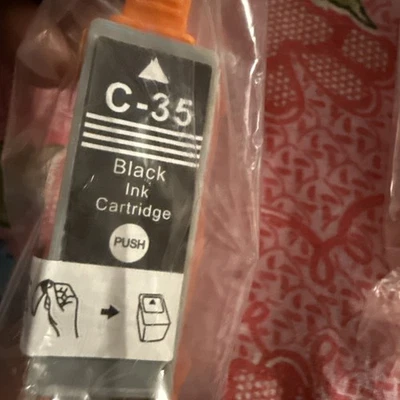 C-35
Black
Ink
Cartridge
PUSH